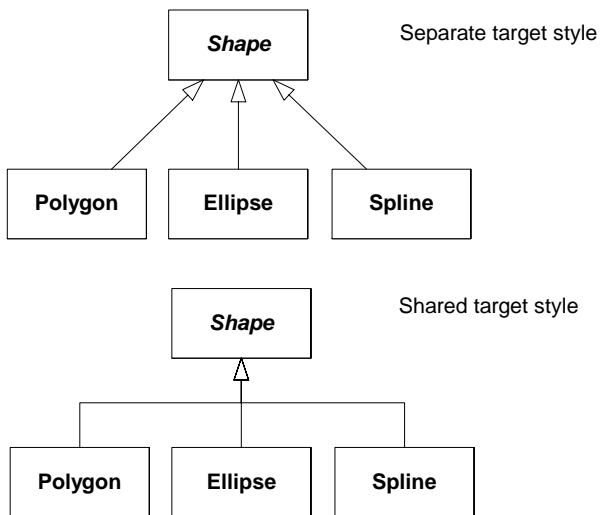 Shape
Separate target style
Polygon
Ellipse
Spline
Shape
Shared target style
Polygon
Ellipse
Spline